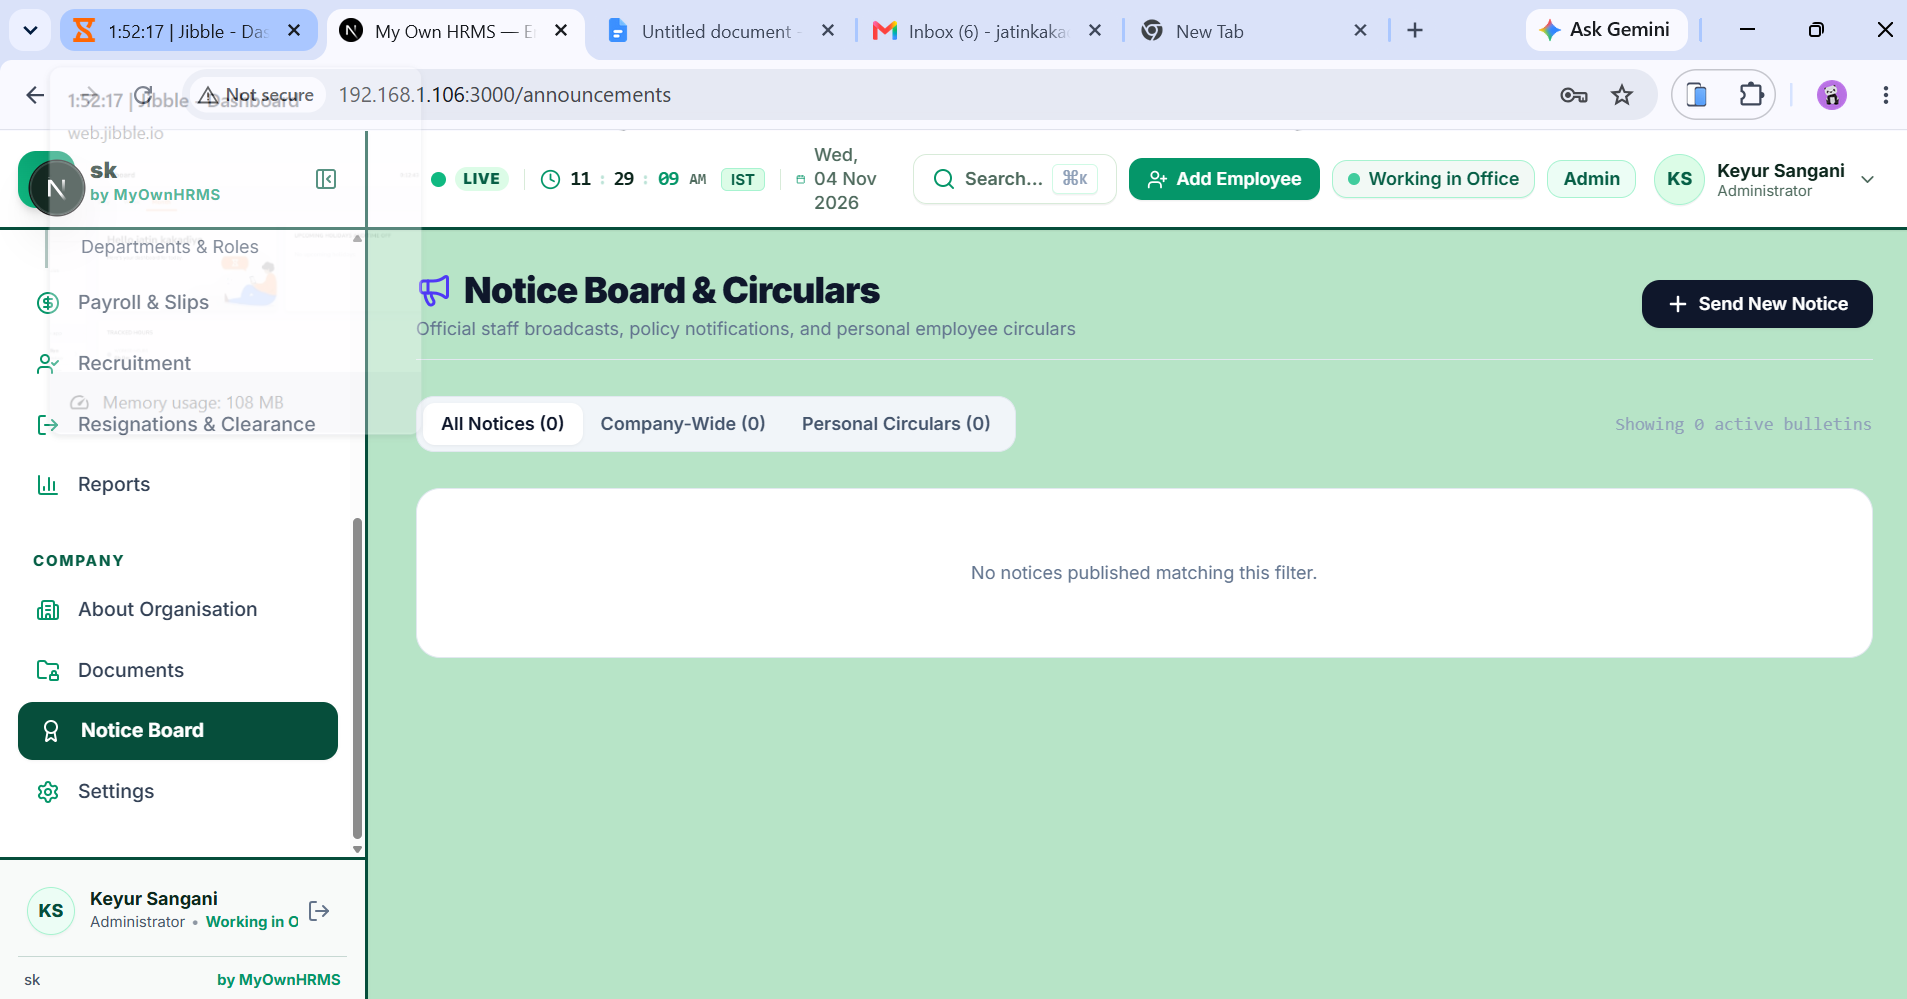 1:52:17 | Jibble - Das
My Own HRMS — E
Untitled document -
Inbox (6) - jatinkaka
New Tab
Ask Gemini
Not secure
192.168.1.106:3000/announcements
1:52:17 | Jibble - Dashboard
web.jibble.io
Memory usage: 108 MB
N
sk
by MyOwnHRMS
LIVE
11 : 29 : 09 AM IST
Wed,
04 Nov
2026
Search... ⌘K
Add Employee
Working in Office
Admin
KS
Keyur Sangani
Administrator
Departments & Roles
Payroll & Slips
Recruitment
Resignations & Clearance
Reports
COMPANY
About Organisation
Documents
Notice Board
Settings
KS
Keyur Sangani
Administrator • Working in O
sk
by MyOwnHRMS
Notice Board & Circulars
Official staff broadcasts, policy notifications, and personal employee circulars
Send New Notice
All Notices (0)
Company-Wide (0)
Personal Circulars (0)
Showing 0 active bulletins
No notices published matching this filter.